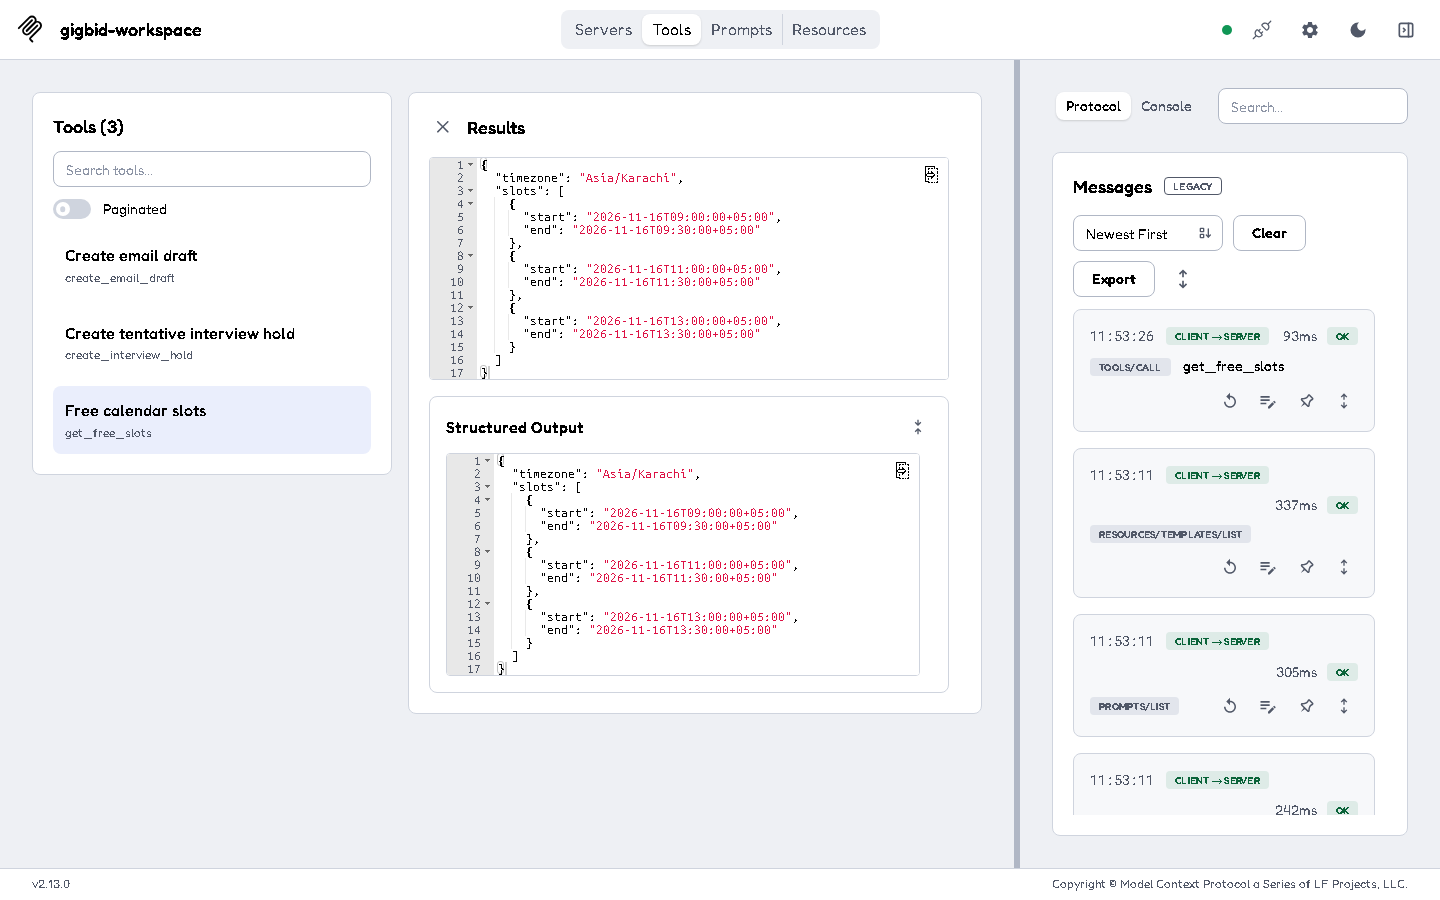 gigbid-workspace
Servers Tools Prompts Resources
Tools (3)
Search tools...
Paginated
Create email draft
create_email_draft
Create tentative interview hold
create_interview_hold
Free calendar slots
get_free_slots
Results
1 {
2 "timezone": "Asia/Karachi",
3 "slots": [
4 {
5 "start": "2026-11-16T09:00:00+05:00",
6 "end": "2026-11-16T09:30:00+05:00"
7 },
8 {
9 "start": "2026-11-16T11:00:00+05:00",
10 "end": "2026-11-16T11:30:00+05:00"
11 },
12 {
13 "start": "2026-11-16T13:00:00+05:00",
14 "end": "2026-11-16T13:30:00+05:00"
15 }
16 ]
17 }
Structured Output
1 {
2 "timezone": "Asia/Karachi",
3 "slots": [
4 {
5 "start": "2026-11-16T09:00:00+05:00",
6 "end": "2026-11-16T09:30:00+05:00"
7 },
8 {
9 "start": "2026-11-16T11:00:00+05:00",
10 "end": "2026-11-16T11:30:00+05:00"
11 },
12 {
13 "start": "2026-11-16T13:00:00+05:00",
14 "end": "2026-11-16T13:30:00+05:00"
15 }
16 ]
17 }
Protocol Console Search...
Messages LEGACY
Newest First Clear
Export
11:53:26 CLIENT→SERVER 93ms OK
TOOLS/CALL get_free_slots
11:53:11 CLIENT→SERVER
337ms OK
RESOURCES/TEMPLATES/LIST
11:53:11 CLIENT→SERVER
305ms OK
PROMPTS/LIST
11:53:11 CLIENT→SERVER
242ms OK
v2.13.0
Copyright © Model Context Protocol a Series of LF Projects, LLC.